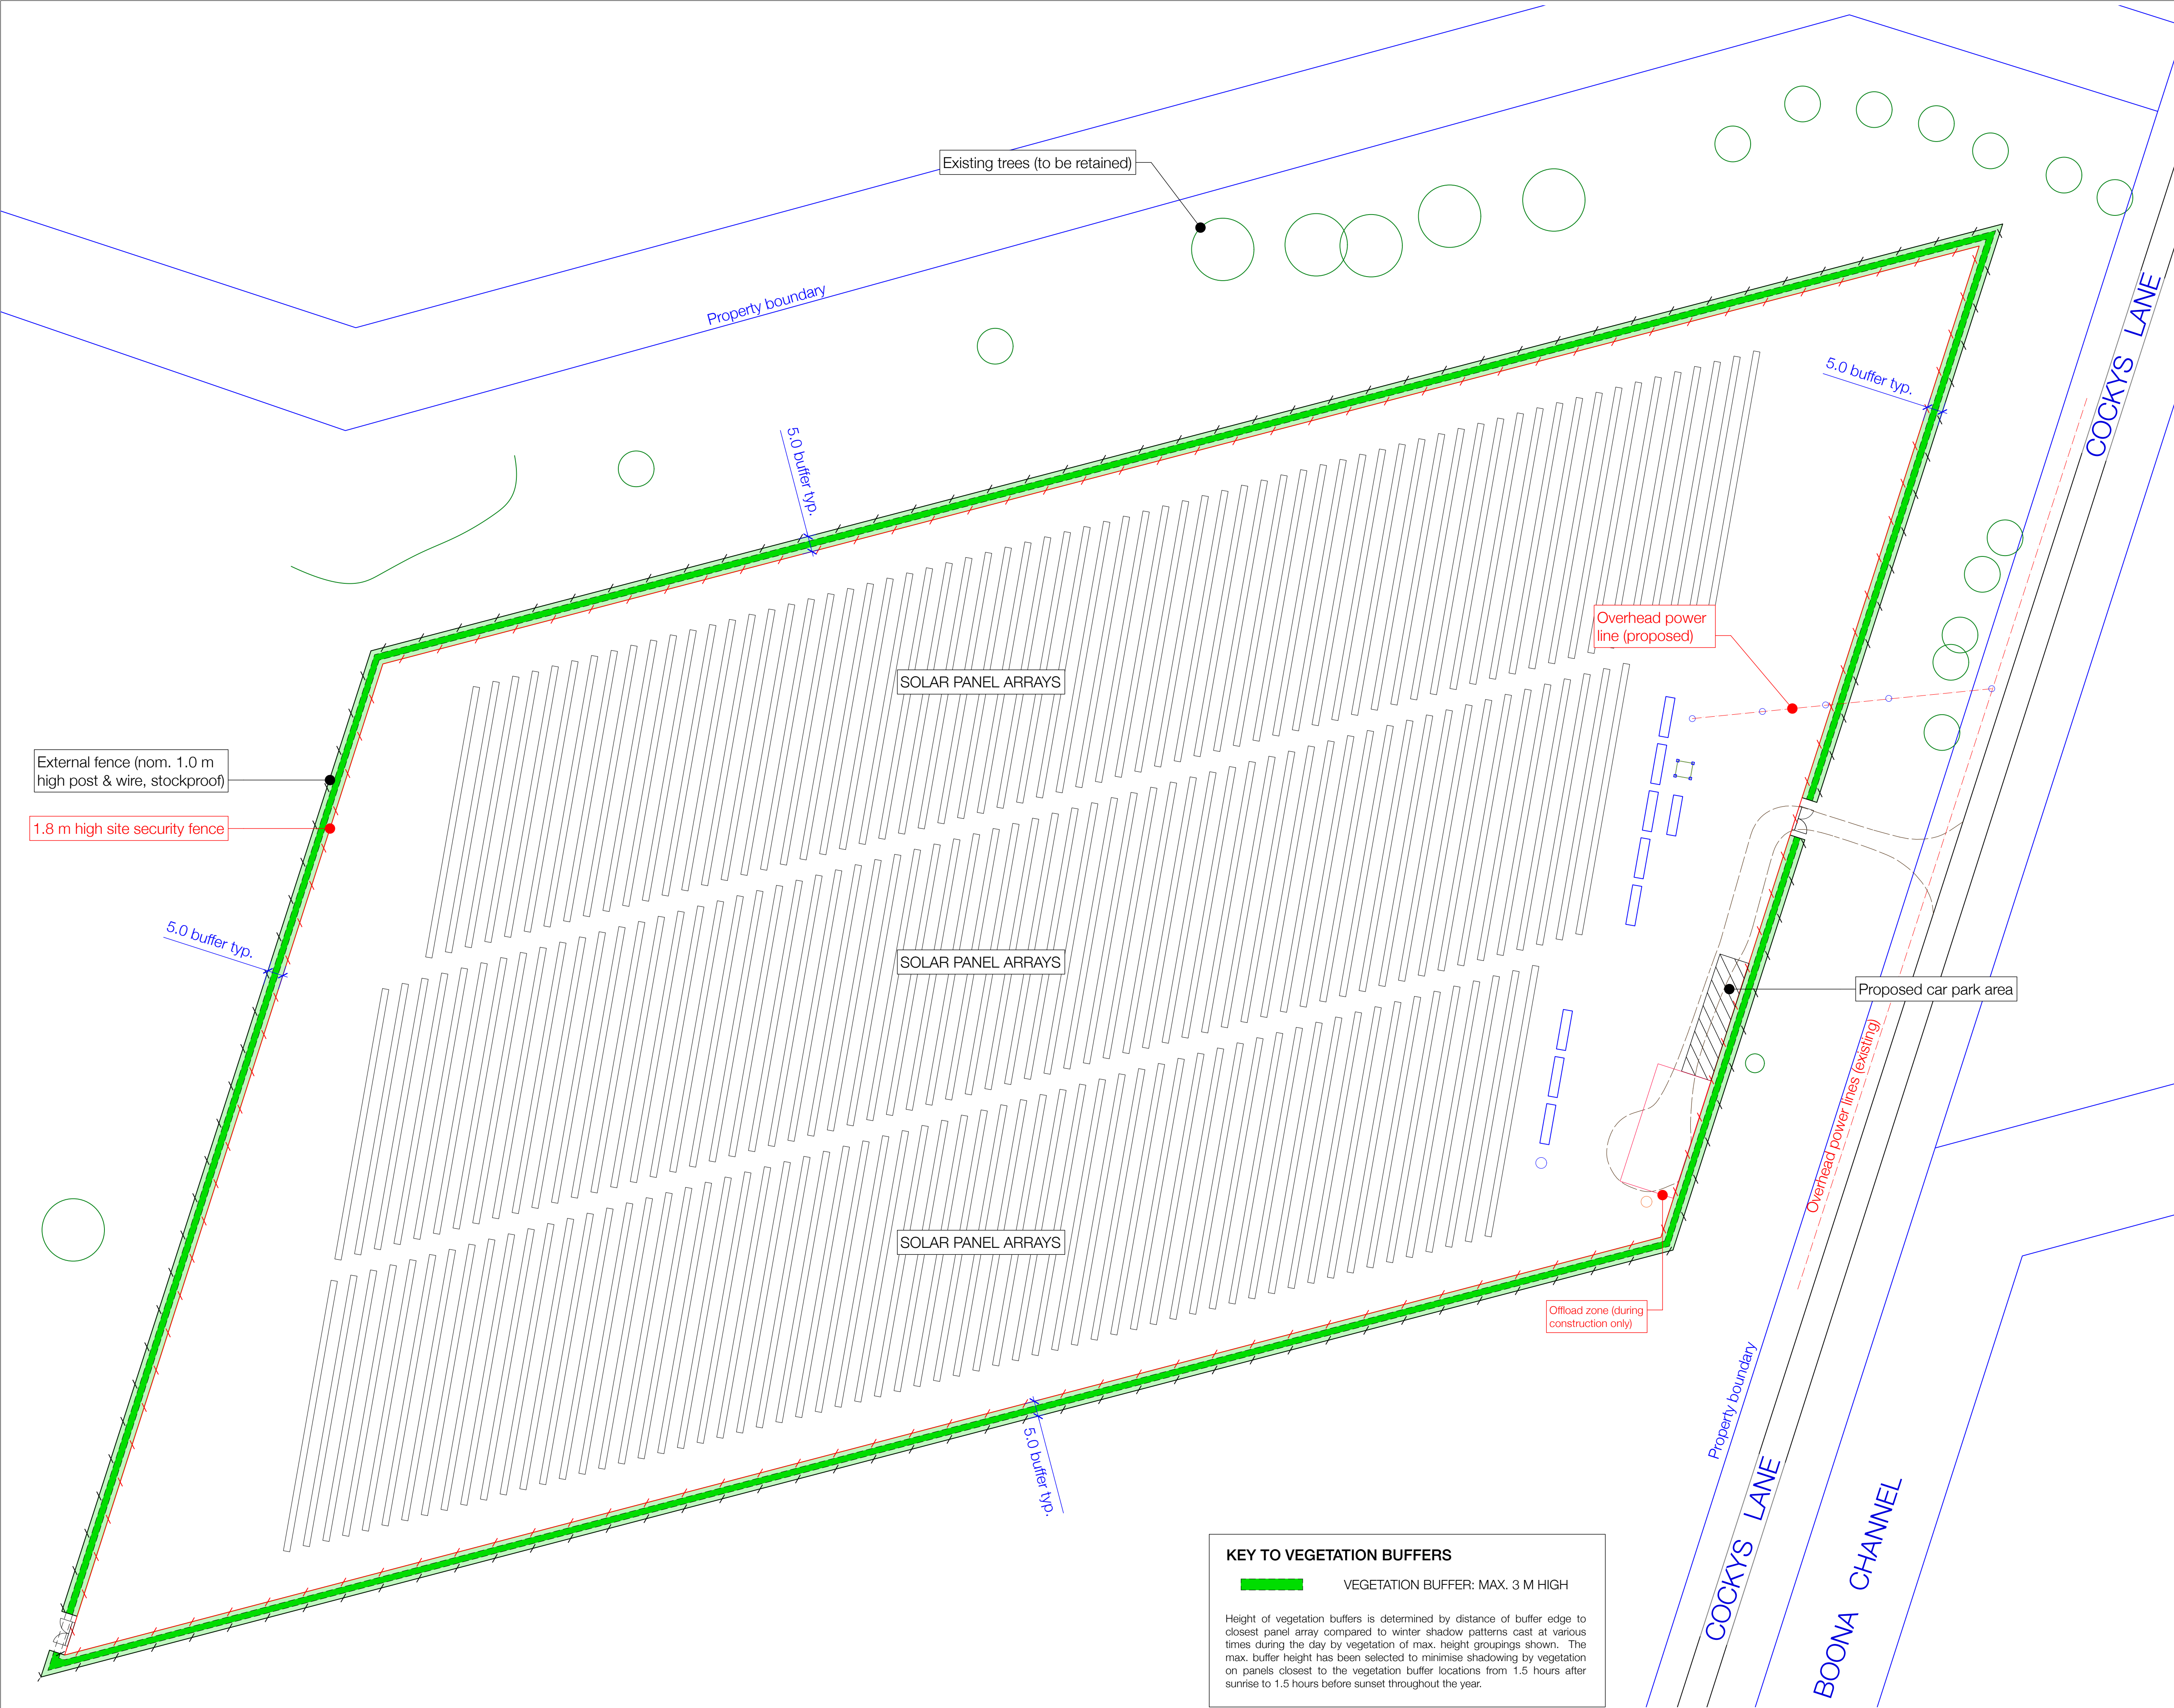 Existing trees (to be retained)
Property boundary
COCKYS LANE
5.0 buffer typ.
5.0 buffer typ.
Overhead power
line (proposed)
SOLAR PANEL ARRAYS
External fence (nom. 1.0 m
high post & wire, stockproof)
1.8 m high site security fence
5.0 buffer typ.
SOLAR PANEL ARRAYS
Proposed car park area
Overhead power lines (existing)
SOLAR PANEL ARRAYS
Offload zone (during
construction only)
Property boundary
5.0 buffer typ.
COCKYS LANE
BOONA CHANNEL
KEY TO VEGETATION BUFFERS
VEGETATION BUFFER: MAX. 3 M HIGH
Height of vegetation buffers is determined by distance of buffer edge to
closest panel array compared to winter shadow patterns cast at various
times during the day by vegetation of max. height groupings shown. The
max. buffer height has been selected to minimise shadowing by vegetation
on panels closest to the vegetation buffer locations from 1.5 hours after
sunrise to 1.5 hours before sunset throughout the year.